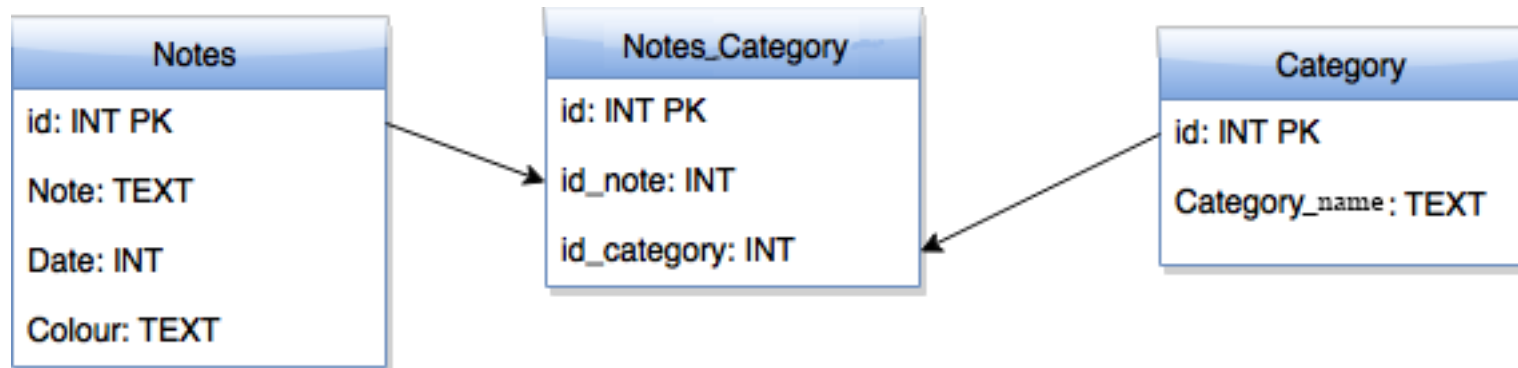 Notes
id: INT PK
Note: TEXT
Date: INT
Colour: TEXT
Notes_Category
id: INT PK
id_note: INT
id_category: INT
Category
id: INT PK
Category_name: TEXT